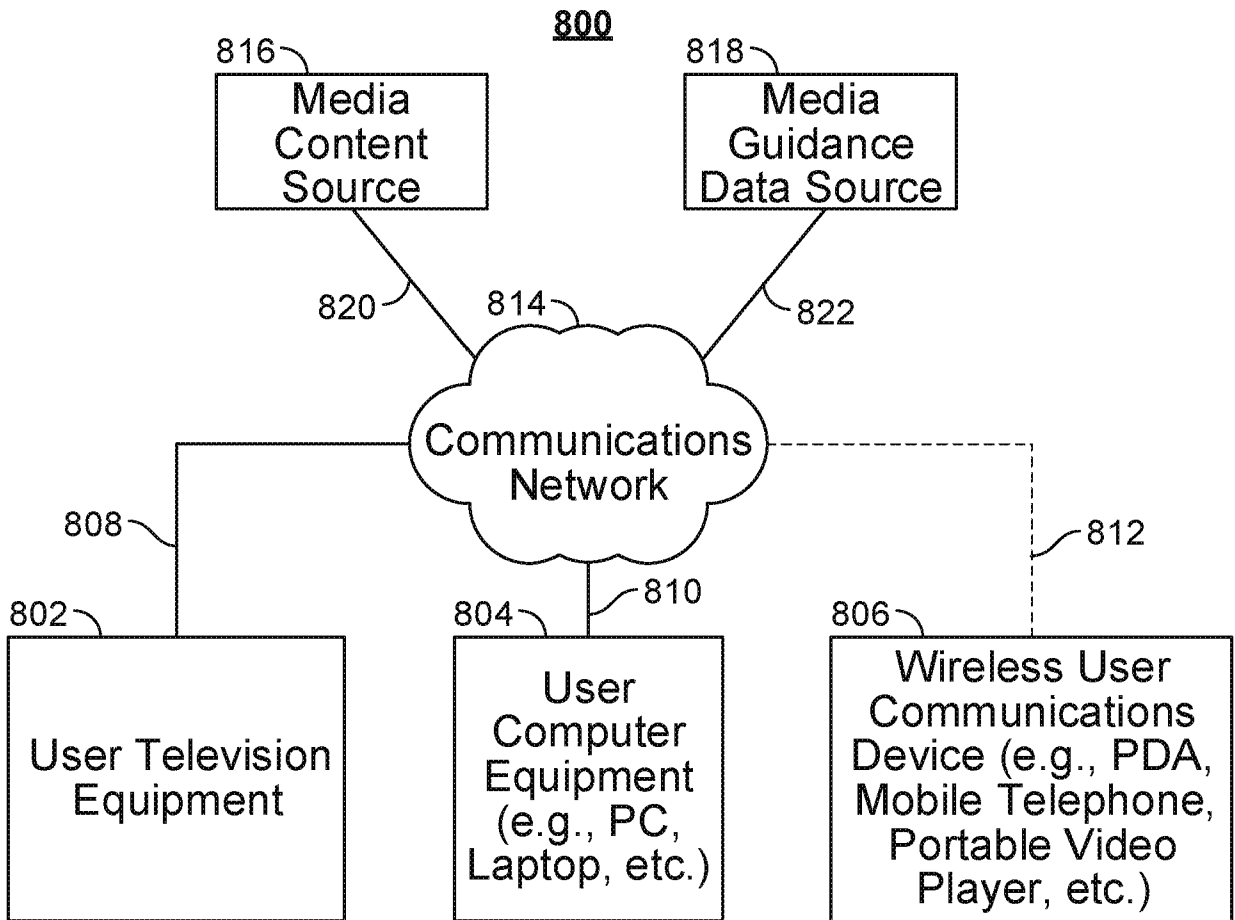 800
816
Media
Content
Source
818
Media
Guidance
Data Source
820
814
822
Communications
Network
808
810
812
802
User Television
Equipment
804
User
Computer
Equipment
(e.g., PC,
Laptop, etc.)
806
Wireless User
Communications
Device (e.g., PDA,
Mobile Telephone,
Portable Video
Player, etc.)